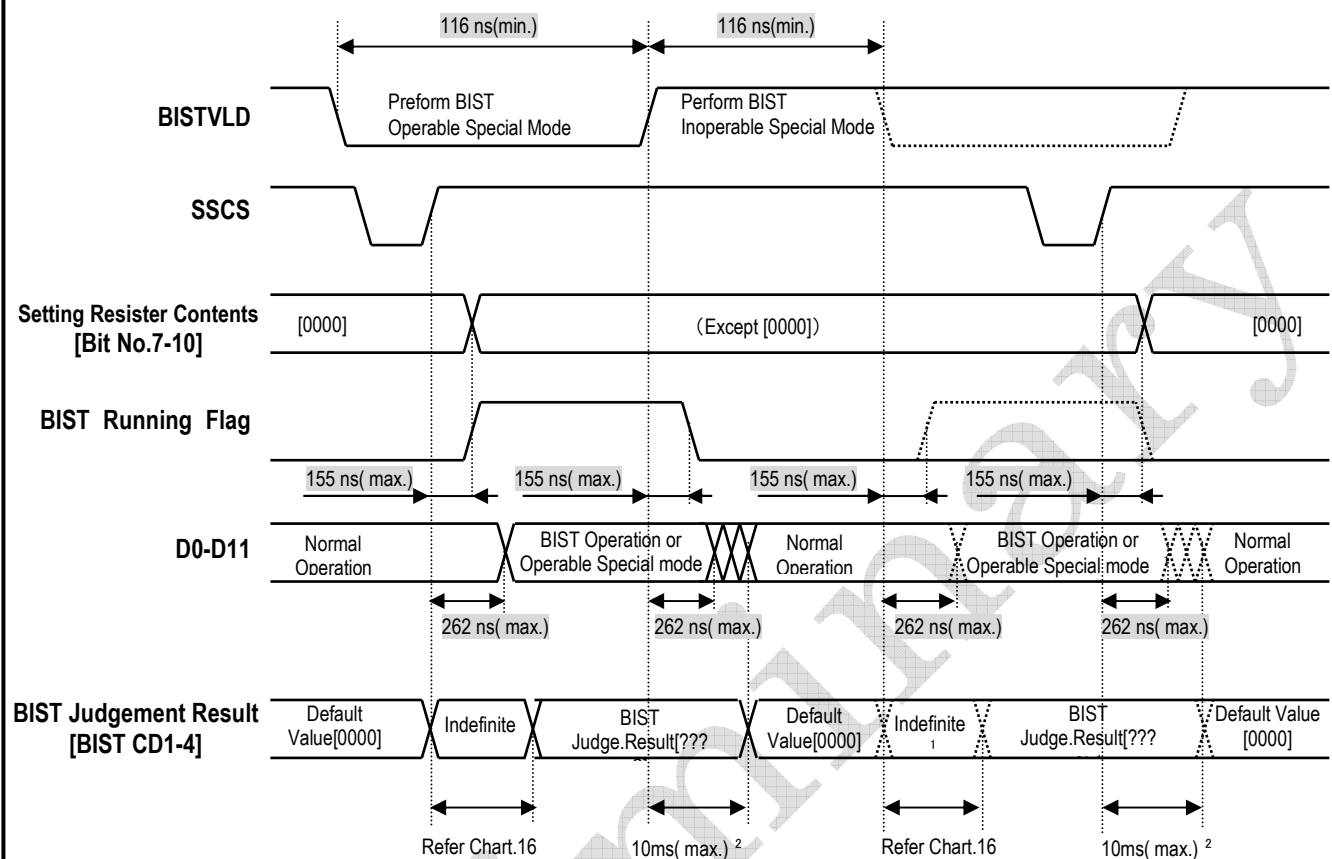 116 ns(min.)
116 ns(min.)
BISTVLD
Preform BIST
Operable Special Mode
Perform BIST
Inoperable Special Mode
SSCS
Setting Resister Contents
[Bit No.7-10]
[0000]
（Except [0000]）
[0000]
BIST Running Flag
155 ns( max.)
155 ns( max.)
155 ns( max.)
155 ns( max.)
D0-D11
Normal
Operation
BIST Operation or
Operable Special mode
Normal
Operation
BIST Operation or
Operable Special mode
Normal
Operation
262 ns( max.)
262 ns( max.)
262 ns( max.)
262 ns( max.)
BIST Judgement Result
[BIST CD1-4]
Default
Value[0000]
Indefinite
BIST
Judge.Result[???
Default
Value[0000]
Indefinite
1
BIST
Judge.Result[???
Default Value
[0000]
Refer Chart.16
10ms( max.) 2
Refer Chart.16
10ms( max.) 2